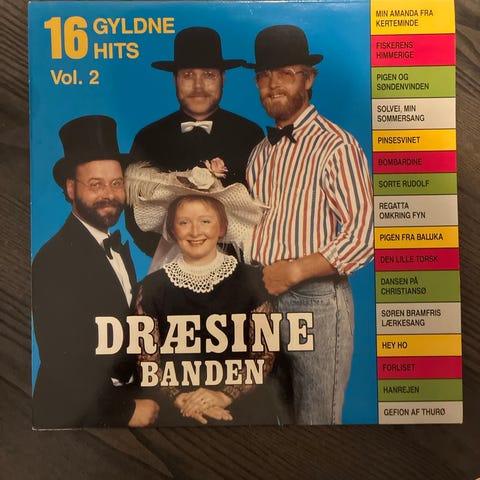 16 GYLDNE
HITS
Vol. 2
DRÆSINE
BANDEN
MIN AMANDA FRA
KERTEMINDE
FISKERENS
HIMMERIGE
PIGEN OG
SØNDENVINDEN
SOLVEI, MIN
SOMMERSANG
PINSESVINET
BOMBARDINE
SORTE RUDOLF
REGATTA
OMKRING FYN
PIGEN FRA BALUKA
DEN LILLE TORSK
DANSEN PÅ
CHRISTIANSØ
SØREN BRAMFRIS
LÆRKESANG
HEY HO
FORLISET
HANREJEN
GEFION AF THURØ